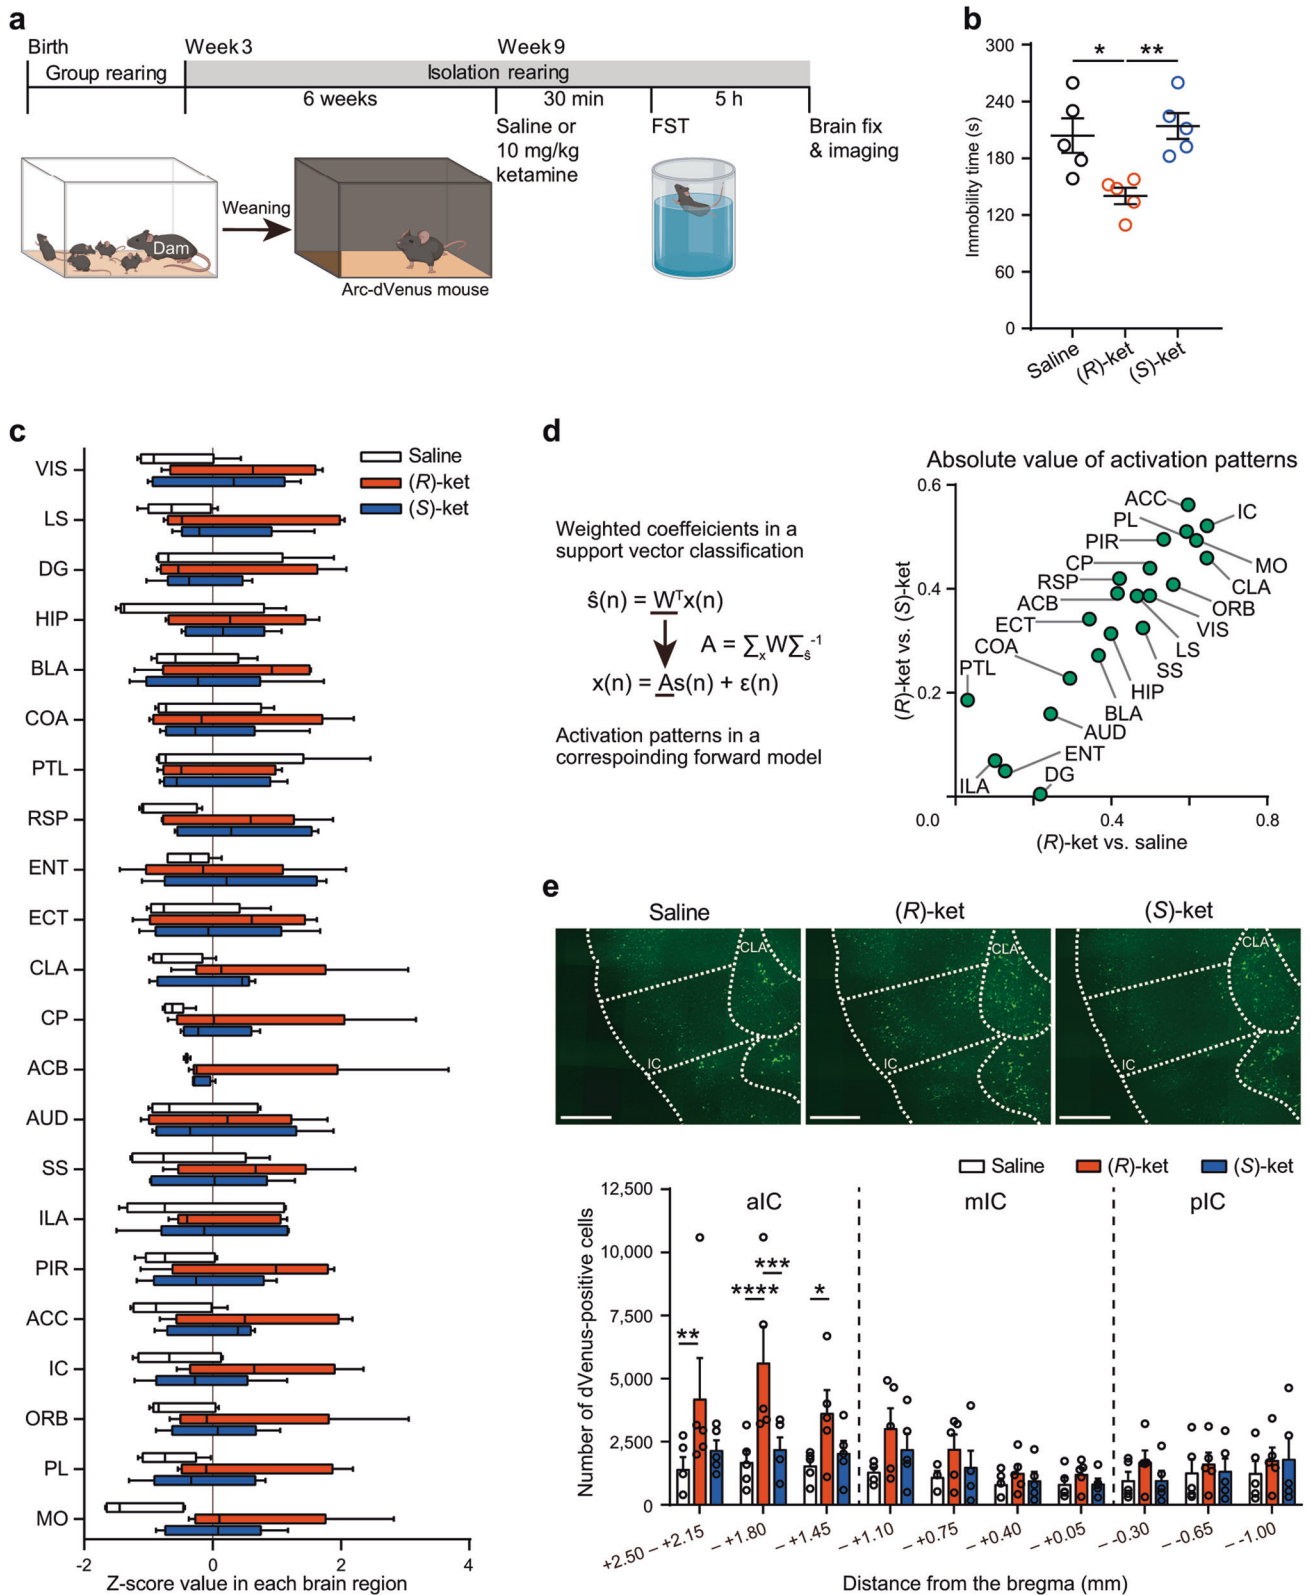 a
Birth
Week 3
Week 9
Group rearing
Isolation rearing
6 weeks
30 min
5 h
Saline or
10 mg/kg
ketamine
FST
Brain fix
& imaging
Weaning
Dam
Arc-dVenus mouse
b
*
**
300
240
180
120
60
0
Immobility time (s)
Saline
(R)-ket
(S)-ket
c
VIS
LS
DG
HIP
BLA
COA
PTL
RSP
ENT
ECT
CLA
CP
ACB
AUD
SS
ILA
PIR
ACC
IC
ORB
PL
MO
-2
0
2
4
Z-score value in each brain region
Saline
(R)-ket
(S)-ket
d
Weighted coeffeicients in a
support vector classification
ŝ(n) = Wᵀx(n)
A = ∑ₓW∑ŝ⁻¹
x(n) = As(n) + ε(n)
Activation patterns in a
correspoinding forward model
Absolute value of activation patterns
0.6
0.4
0.2
0.0
0.4
0.8
(R)-ket vs. (S)-ket
(R)-ket vs. saline
ACC
IC
PL
PIR
MO
CP
CLA
RSP
ORB
ACB
VIS
ECT
LS
COA
SS
PTL
HIP
BLA
AUD
ENT
ILA
DG
e
Saline
(R)-ket
(S)-ket
CLA
IC
CLA
IC
CLA
IC
Saline
(R)-ket
(S)-ket
12,500
10,000
7,500
5,000
2,500
0
Number of dVenus-positive cells
aIC
mIC
pIC
**
****
***
*
+2.50 – +2.15
– +1.80
– +1.45
– +1.10
– +0.75
– +0.40
– +0.05
– -0.30
– -0.65
– -1.00
Distance from the bregma (mm)